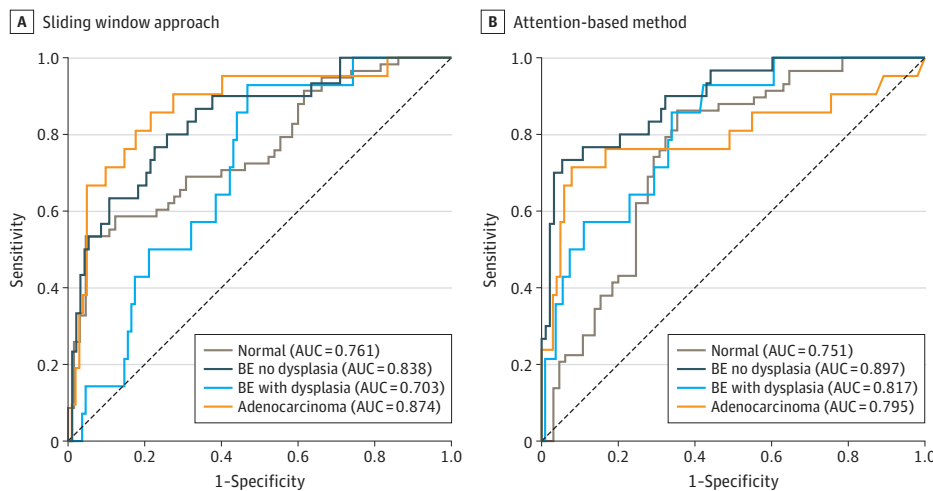 A Sliding window approach
1.0
0.8
0.6
0.4
0.2
0
Sensitivity
0 0.2 0.4 0.6 0.8 1.0
1-Specificity
Normal (AUC=0.761)
BE no dysplasia (AUC=0.838)
BE with dysplasia (AUC=0.703)
Adenocarcinoma (AUC=0.874)
B Attention-based method
1.0
0.8
0.6
0.4
0.2
0
Sensitivity
0 0.2 0.4 0.6 0.8 1.0
1-Specificity
Normal (AUC=0.751)
BE no dysplasia (AUC=0.897)
BE with dysplasia (AUC=0.817)
Adenocarcinoma (AUC=0.795)